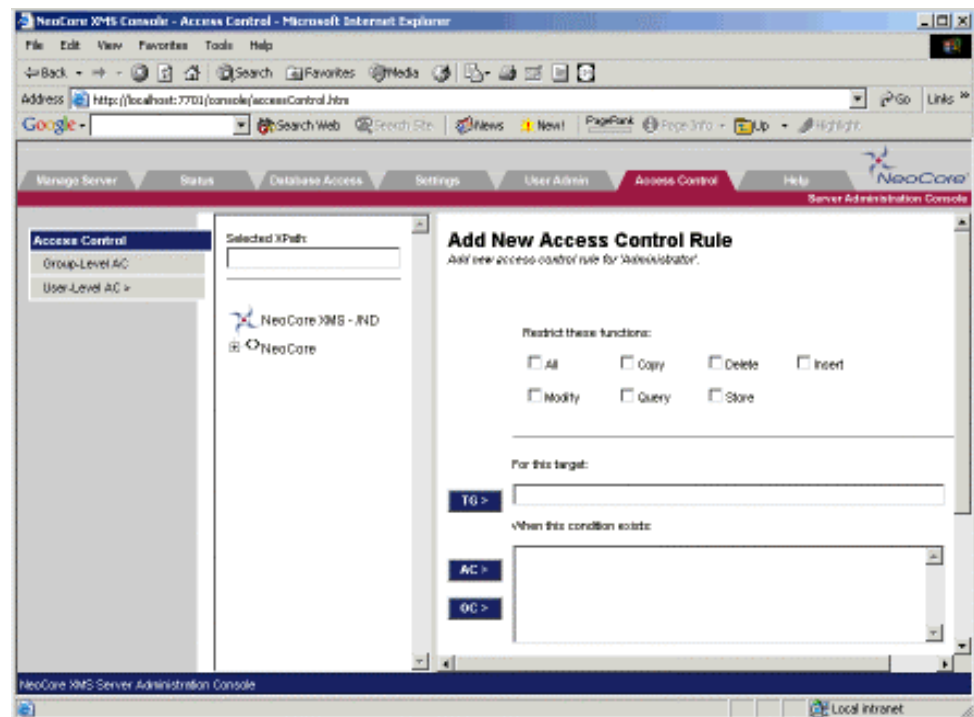 NeoCore XMS Console - Access Control - Microsoft Internet Explorer
File Edit View Favorites Tools Help
Back Search Favorites Media
Address http://localhost:7701/console/accessControl.htm Go Links »
Google Search Web Search Site News New! PageRank Page Info Up Highlight
NeoCore
Manage Server Status Database Access Settings User Admin Access Control Help
Server Administration Console
Access Control
Group-Level AC
User-Level AC >
Selected XPath:
NeoCore XMS - /ND
NeoCore
Add New Access Control Rule
Add new access control rule for 'Administrator'.
Restrict these functions:
All Copy Delete Insert
Modify Query Store
For this target:
TG >
When this condition exists:
AC >
OC >
NeoCore XMS Server Administration Console
Local intranet